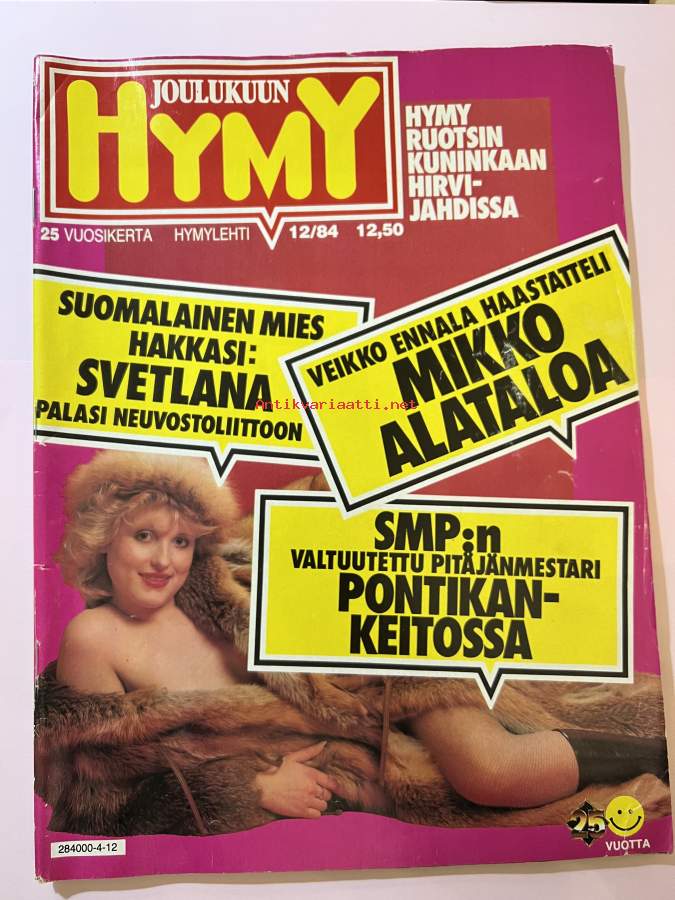 JOULUKUUN
HYMY
25 VUOSIKERTA HYMYLEHTI 12/84 12,50
HYMY
RUOTSIN
KUNINKAAN
HIRVI-
JAHDISSA
SUOMALAINEN MIES
HAKKASI:
SVETLANA
PALASI NEUVOSTOLIITTOON
VEIKKO ENNALA HAASTATTELI
MIKKO
ALATALOA
Antikvariaatti.net
SMP:n
VALTUUTETTU PITÄJÄNMESTARI
PONTIKAN-
KEITOSSA
284000-4-12
25
VUOTTA